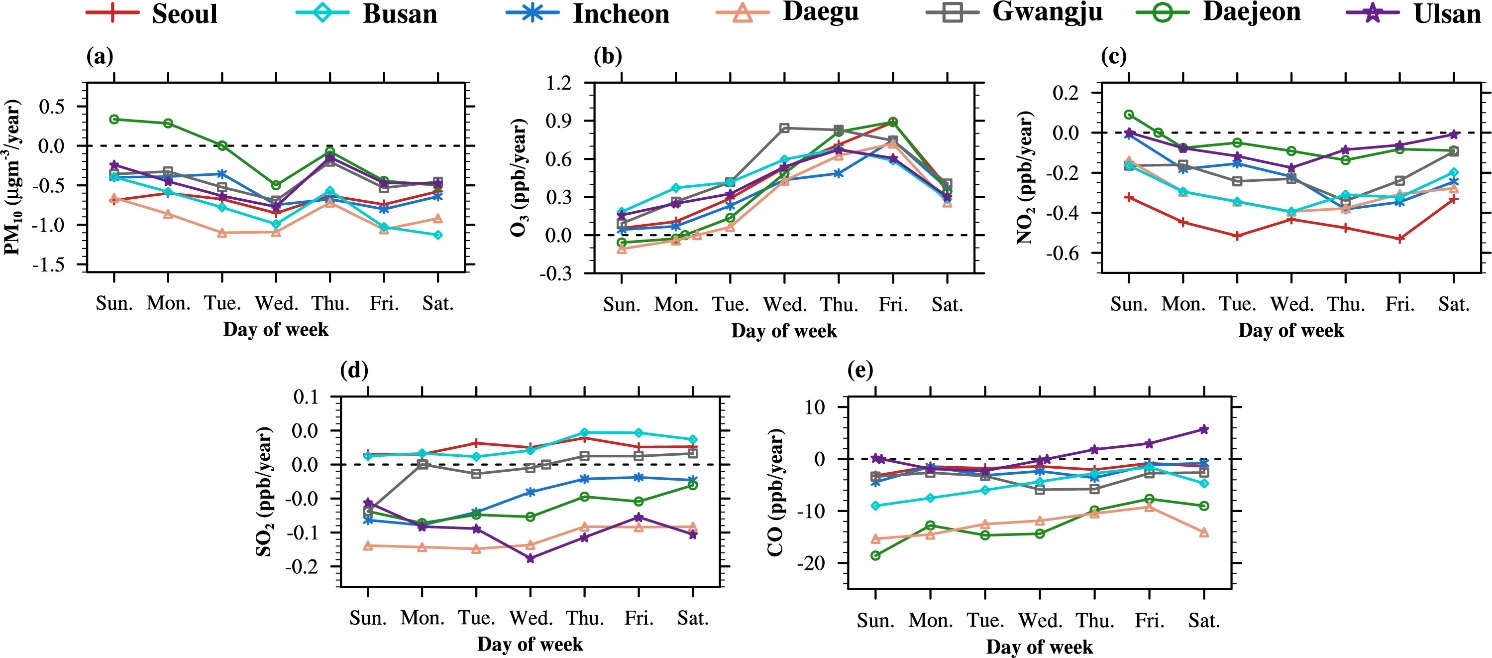 Seoul Busan Incheon Daegu Gwangju Daejeon Ulsan
(a)
PM10 (μgm-3/year)
0.5
0.0
-0.5
-1.0
-1.5
Sun. Mon. Tue. Wed. Thu. Fri. Sat.
Day of week
(b)
O3 (ppb/year)
1.2
0.9
0.6
0.3
0.0
-0.3
Sun. Mon. Tue. Wed. Thu. Fri. Sat.
Day of week
(c)
NO2 (ppb/year)
0.2
0.0
-0.2
-0.4
-0.6
Sun. Mon. Tue. Wed. Thu. Fri. Sat.
Day of week
(d)
SO2 (ppb/year)
0.1
0.0
0.0
-0.0
-0.1
-0.2
Sun. Mon. Tue. Wed. Thu. Fri. Sat.
Day of week
(e)
CO (ppb/year)
10
0
-10
-20
Sun. Mon. Tue. Wed. Thu. Fri. Sat.
Day of week